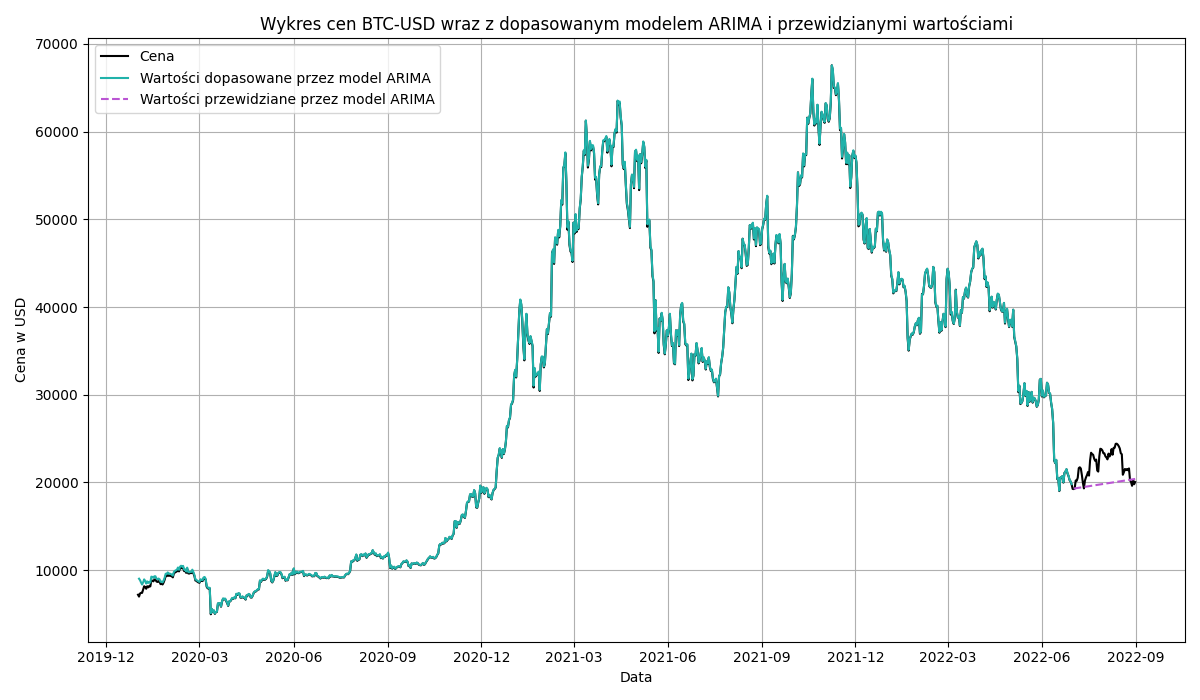 Wykres cen BTC-USD wraz z dopasowanym modelem ARIMA i przewidzianymi wartościami
Cena
Wartości dopasowane przez model ARIMA
Wartości przewidziane przez model ARIMA
Cena w USD
70000
60000
50000
40000
30000
20000
10000
2019-12 2020-03 2020-06 2020-09 2020-12 2021-03 2021-06 2021-09 2021-12 2022-03 2022-06 2022-09
Data